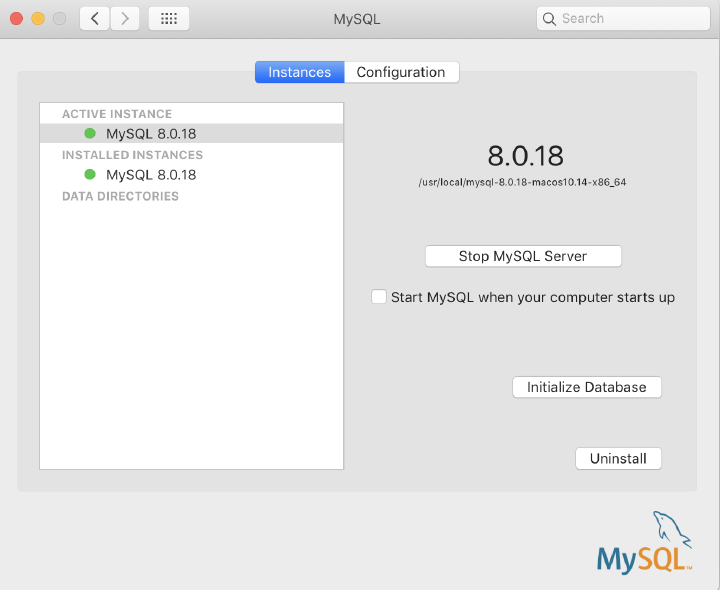 MySQL
Search
Instances
Configuration
ACTIVE INSTANCE
MySQL 8.0.18
INSTALLED INSTANCES
MySQL 8.0.18
DATA DIRECTORIES
8.0.18
/usr/local/mysql-8.0.18-macos10.14-x86_64
Stop MySQL Server
Start MySQL when your computer starts up
Initialize Database
Uninstall
MySQL™